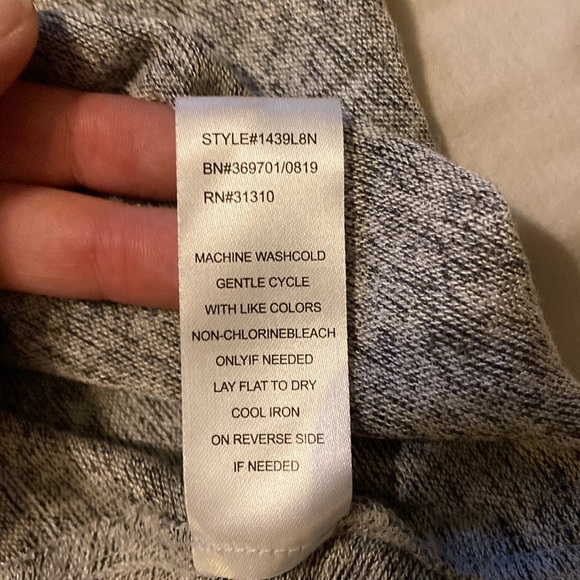 STYLE#1439L8N
BN#369701/0819
RN#31310
MACHINE WASHCOLD
GENTLE CYCLE
WITH LIKE COLORS
NON-CHLORINEBLEACH
ONLYIF NEEDED
LAY FLAT TO DRY
COOL IRON
ON REVERSE SIDE
IF NEEDED